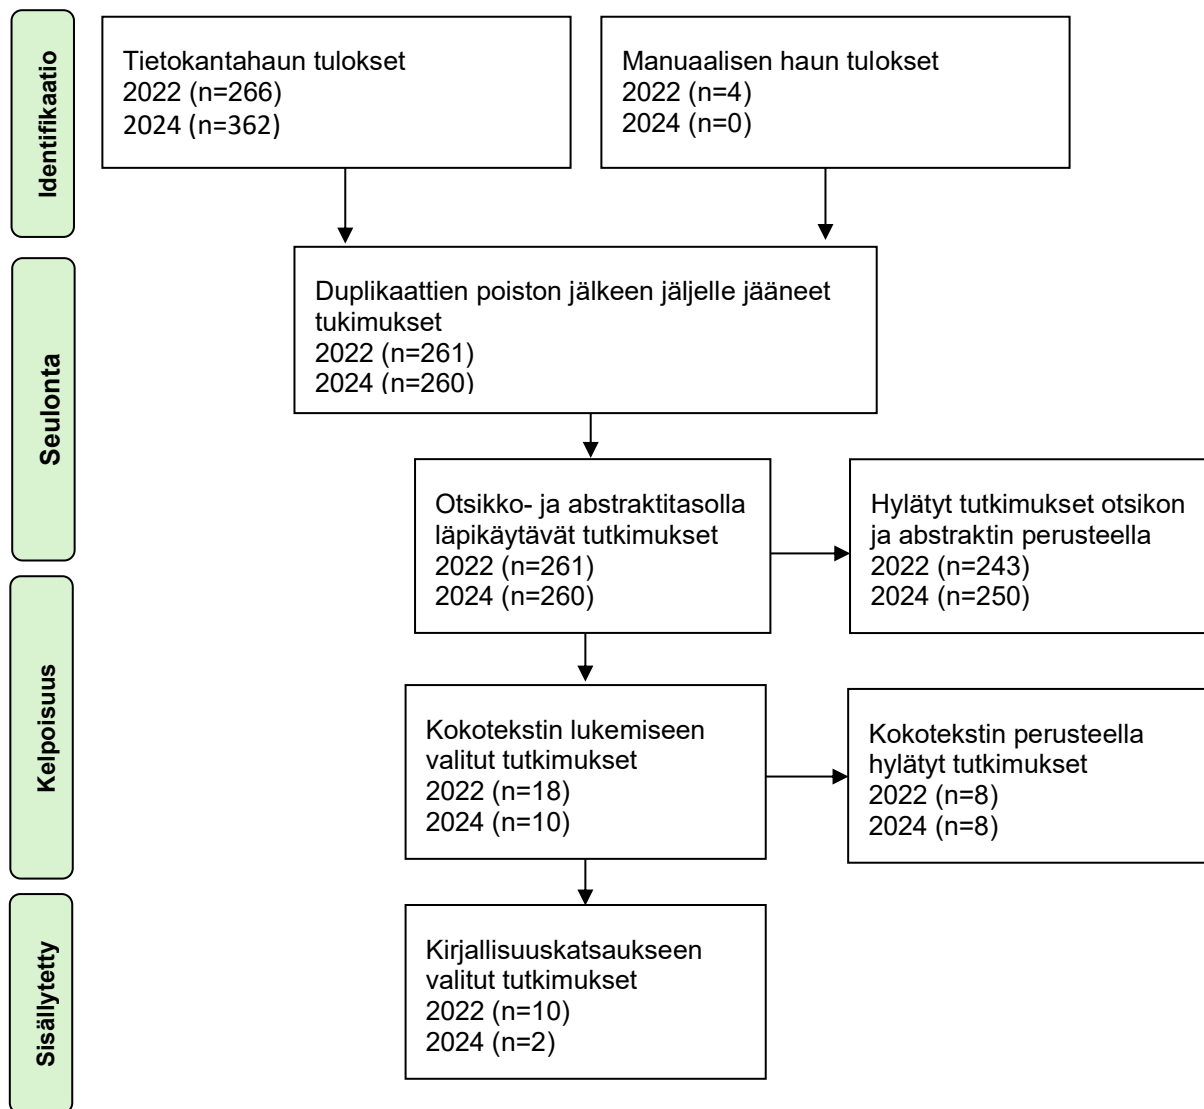 Identifikaatio
Tietokantahaun tulokset
2022 (n=266)
2024 (n=362)
Manuaalisen haun tulokset
2022 (n=4)
2024 (n=0)
Seulonta
Duplikaattien poiston jälkeen jäljelle jääneet
tukimukset
2022 (n=261)
2024 (n=260)
Otsikko- ja abstraktitasolla
läpikäytävät tutkimukset
2022 (n=261)
2024 (n=260)
Hylätyt tutkimukset otsikon
ja abstraktin perusteella
2022 (n=243)
2024 (n=250)
Kelpoisuus
Kokotekstin lukemiseen
valitut tutkimukset
2022 (n=18)
2024 (n=10)
Kokotekstin perusteella
hylätyt tutkimukset
2022 (n=8)
2024 (n=8)
Sisällytetty
Kirjallisuuskatsaukseen
valitut tutkimukset
2022 (n=10)
2024 (n=2)